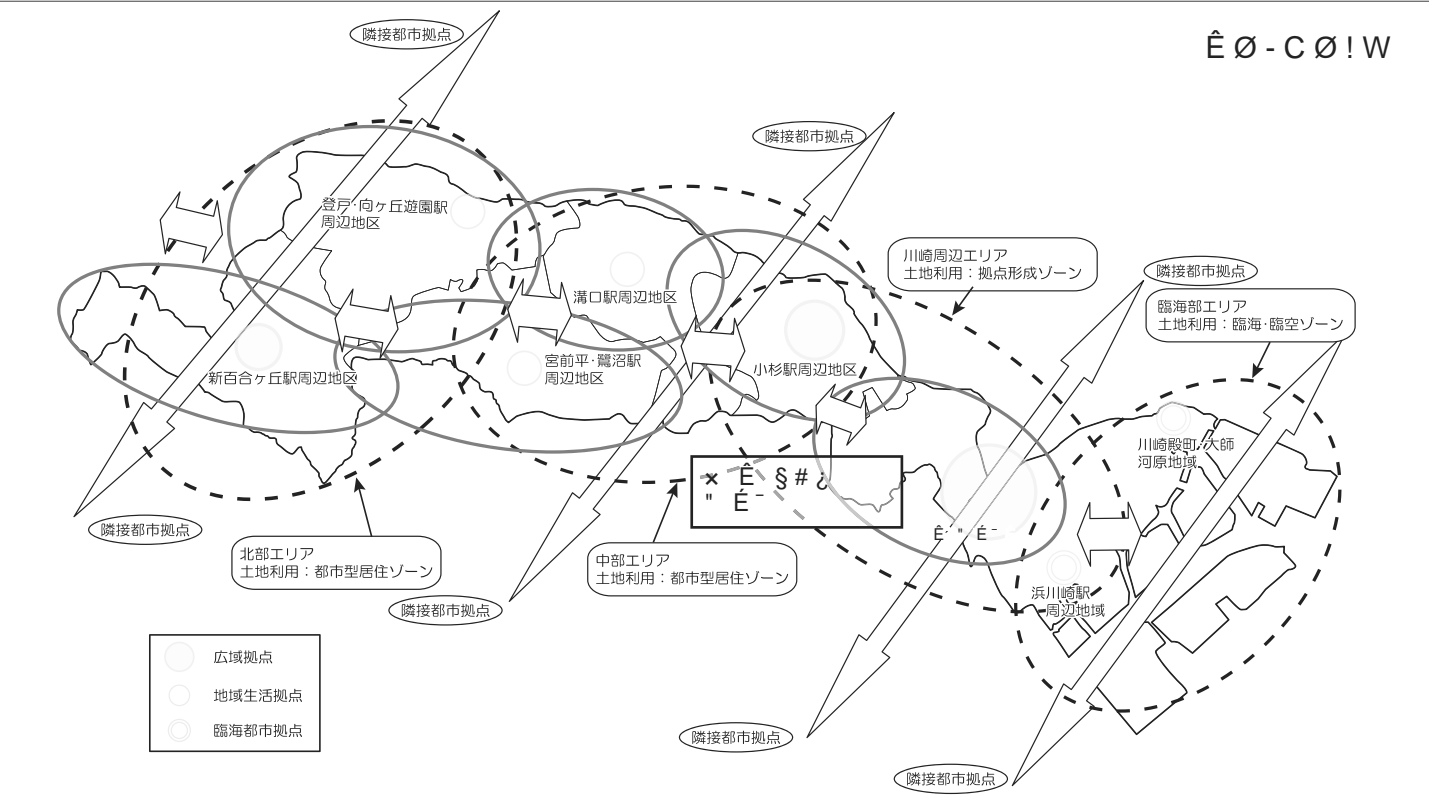 隣接都市拠点
ÊØ-CØ!W
隣接都市拠点
登戸・向ヶ丘遊園駅
周辺地区
川崎周辺エリア
土地利用：拠点形成ゾーン
隣接都市拠点
溝口駅周辺地区
臨海部エリア
土地利用：臨海・臨空ゾーン
新百合ヶ丘駅周辺地区
宮前平・鷺沼駅
周辺地区
小杉駅周辺地区
川崎殿町・大師
河原地域
× Ê §#¿
" É¯
隣接都市拠点
北部エリア
土地利用：都市型居住ゾーン
中部エリア
土地利用：都市型居住ゾーン
浜川崎駅
周辺地域
隣接都市拠点
広域拠点
地域生活拠点
臨海都市拠点
隣接都市拠点
隣接都市拠点